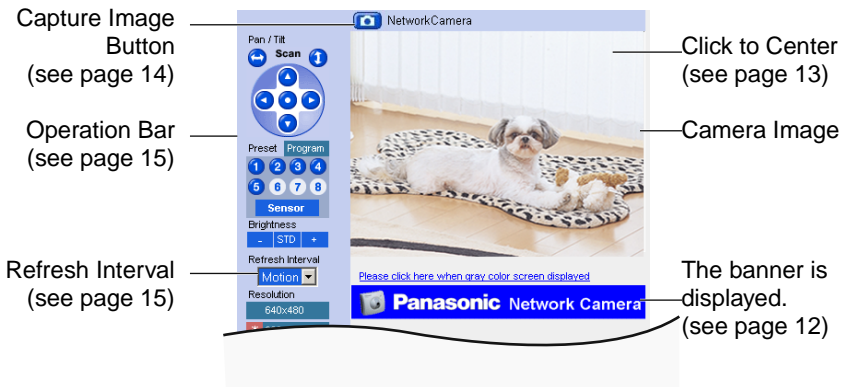 Capture Image
Button
(see page 14)
Operation Bar
(see page 15)
Refresh Interval
(see page 15)
NetworkCamera
Pan / Tilt
Scan
Preset Program
1 2 3 4
5 6 7 8
Sensor
Brightness
- STD +
Refresh Interval
Motion
Resolution
640x480
Please click here when gray color screen displayed
Panasonic Network Camera
Click to Center
(see page 13)
Camera Image
The banner is
displayed.
(see page 12)